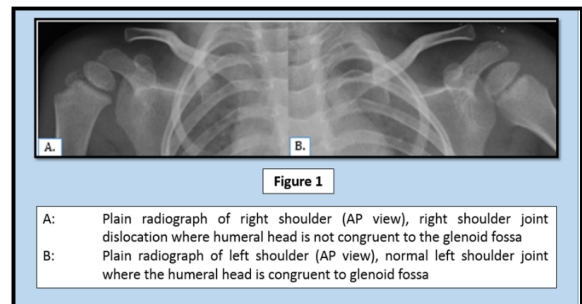 A.
B.
Figure 1
A: Plain radiograph of right shoulder (AP view), right shoulder joint
dislocation where humeral head is not congruent to the glenoid fossa
B: Plain radiograph of left shoulder (AP view), normal left shoulder joint
where the humeral head is congruent to glenoid fossa